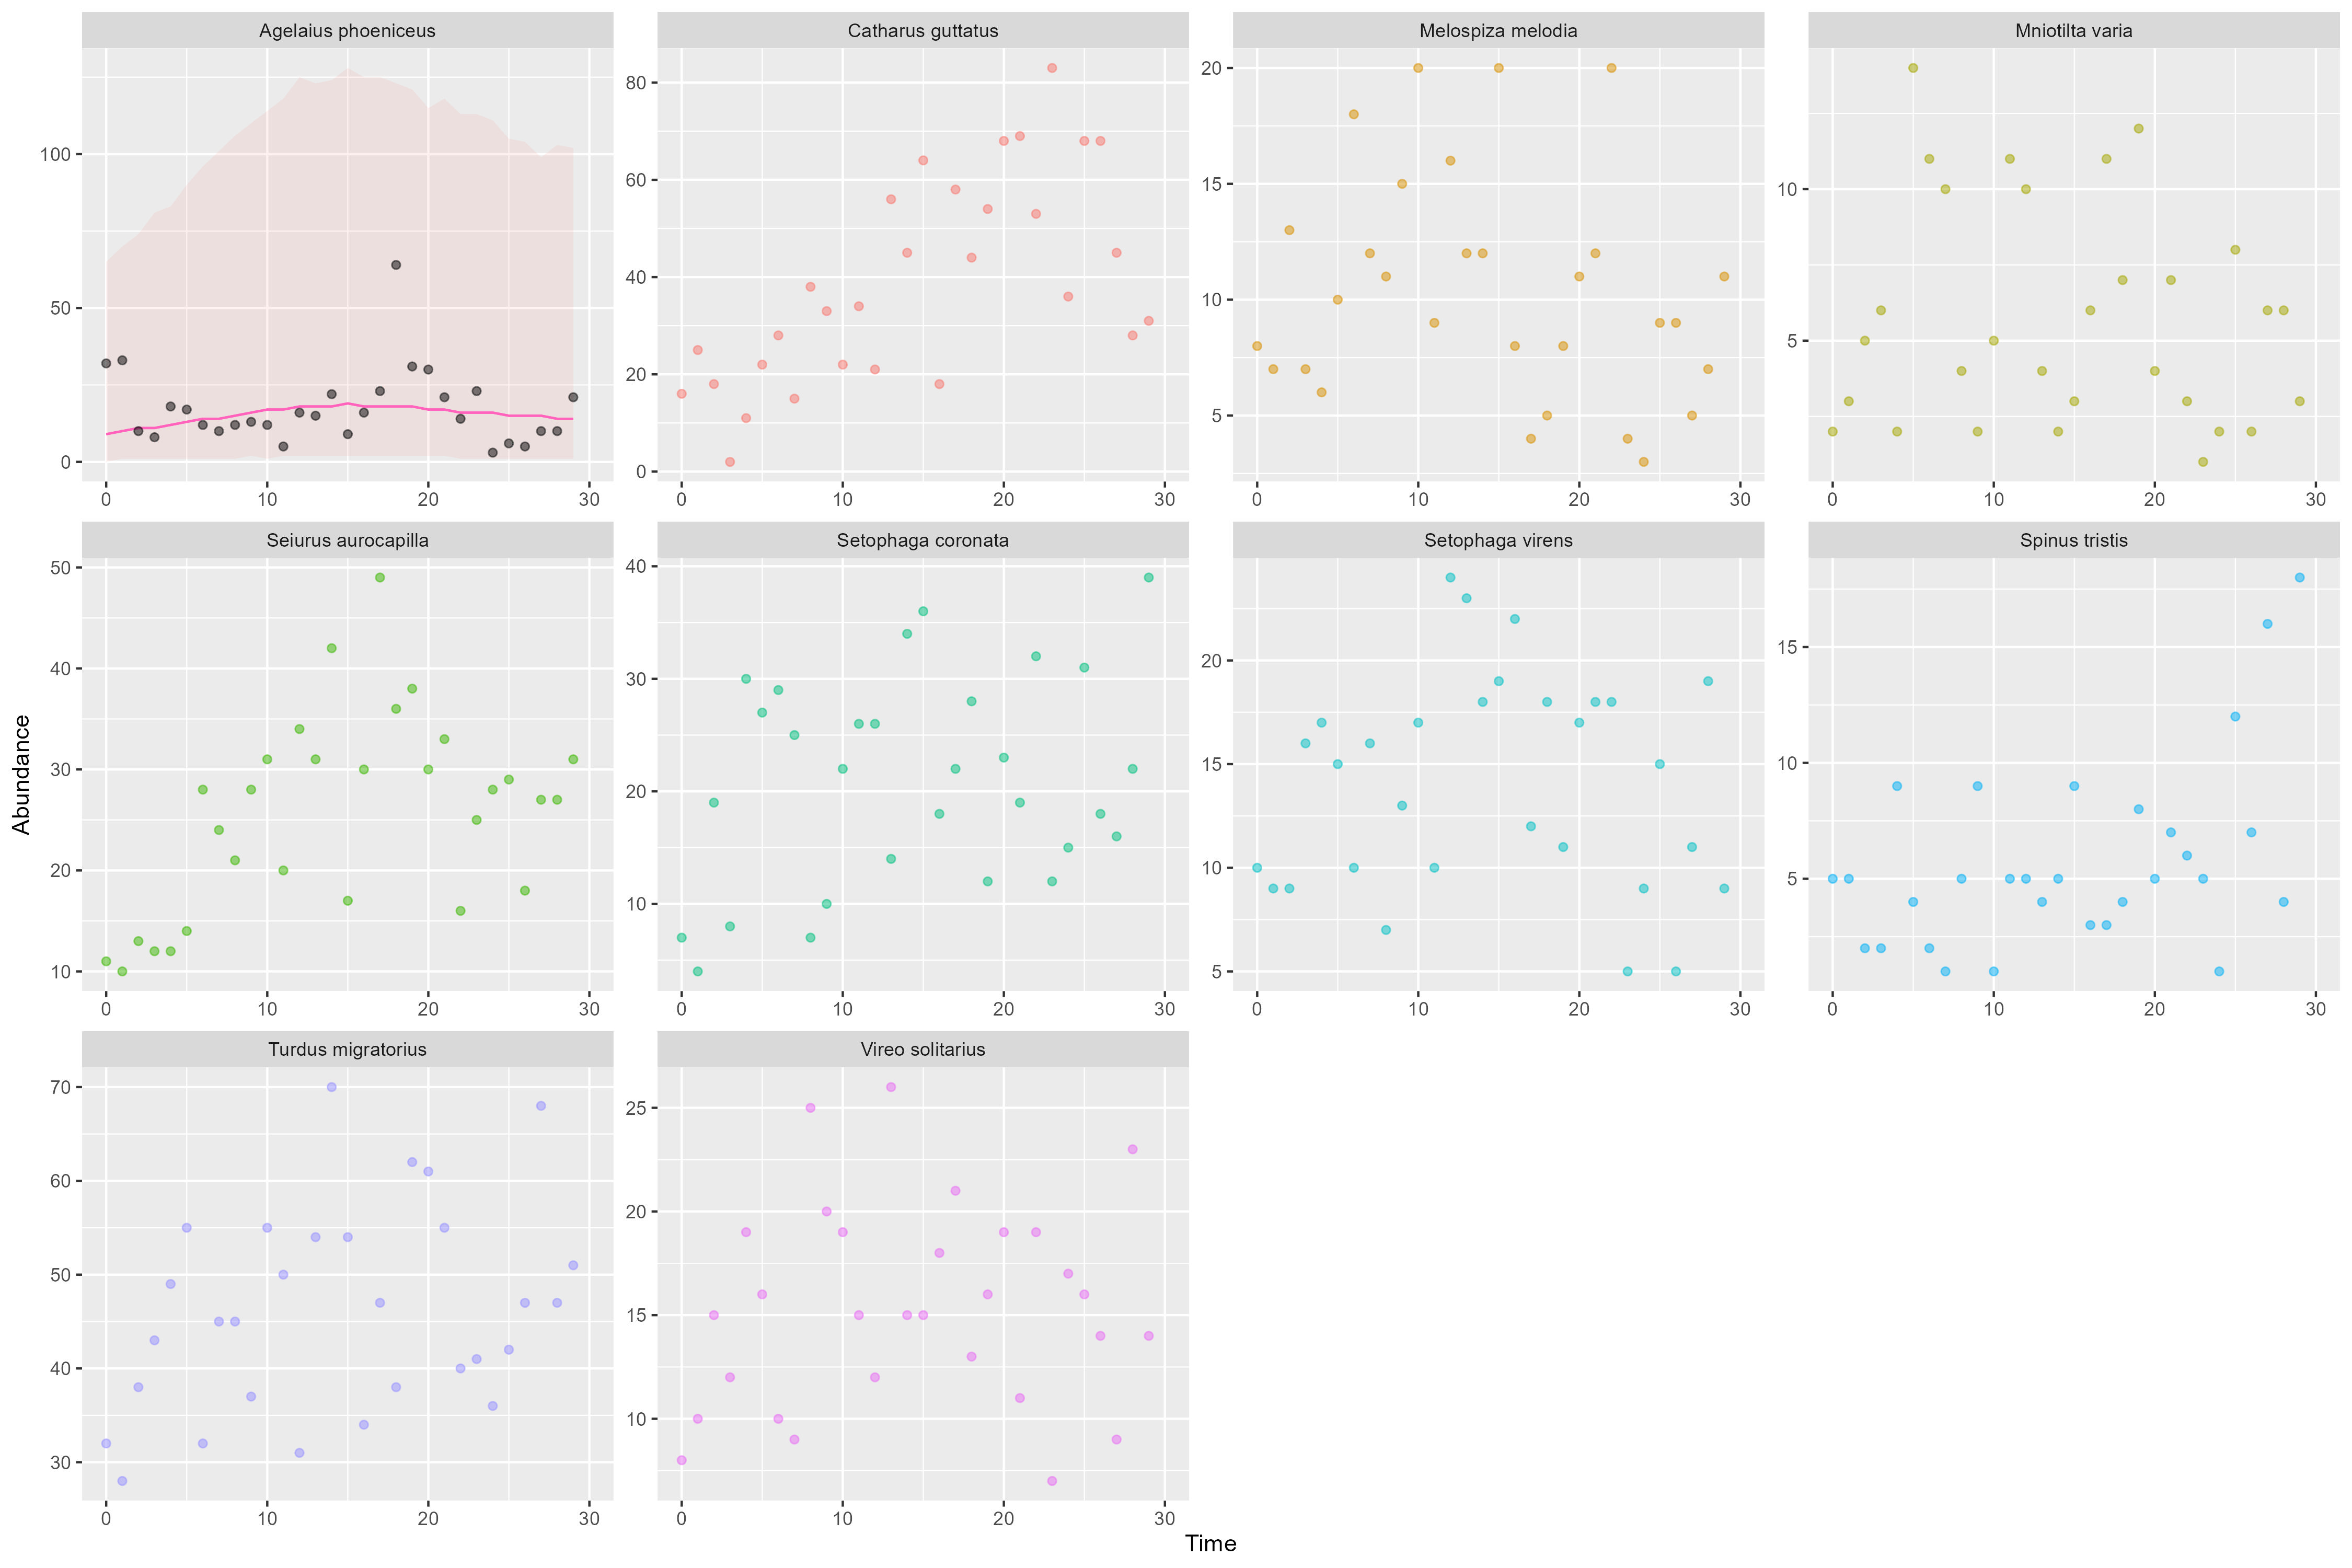 Agelaius phoeniceus
Catharus guttatus
Melospiza melodia
Mniotilta varia
100
50
0
0 10 20 30
80
60
40
20
0
0 10 20 30
20
15
10
5
0 10 20 30
10
5
0 10 20 30
Seiurus aurocapilla
Setophaga coronata
Setophaga virens
Spinus tristis
50
40
30
20
10
0 10 20 30
40
30
20
10
0 10 20 30
20
15
10
5
0 10 20 30
15
10
5
0 10 20 30
Abundance
Turdus migratorius
Vireo solitarius
70
60
50
40
30
0 10 20 30
25
20
15
10
0 10 20 30
Time